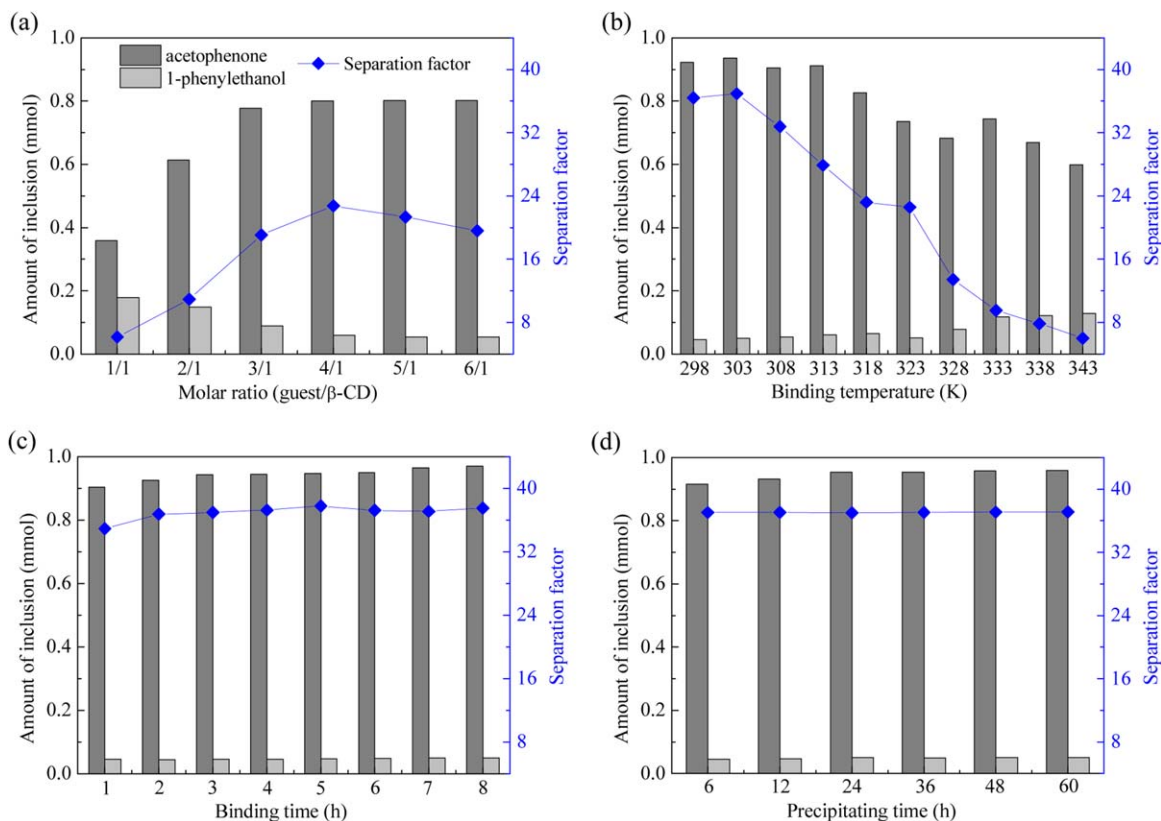 (a)
1.0
0.8
0.6
0.4
0.2
0.0
Amount of inclusion (mmol)
acetophenone
1-phenylethanol
Separation factor
40
32
24
16
8
Separation factor
1/1 2/1 3/1 4/1 5/1 6/1
Molar ratio (guest/β-CD)
(b)
1.0
0.8
0.6
0.4
0.2
0.0
Amount of inclusion (mmol)
40
32
24
16
8
Separation factor
298 303 308 313 318 323 328 333 338 343
Binding temperature (K)
(c)
1.0
0.8
0.6
0.4
0.2
0.0
Amount of inclusion (mmol)
40
32
24
16
8
Separation factor
1 2 3 4 5 6 7 8
Binding time (h)
(d)
1.0
0.8
0.6
0.4
0.2
0.0
Amount of inclusion (mmol)
40
32
24
16
8
Separation factor
6 12 24 36 48 60
Precipitating time (h)